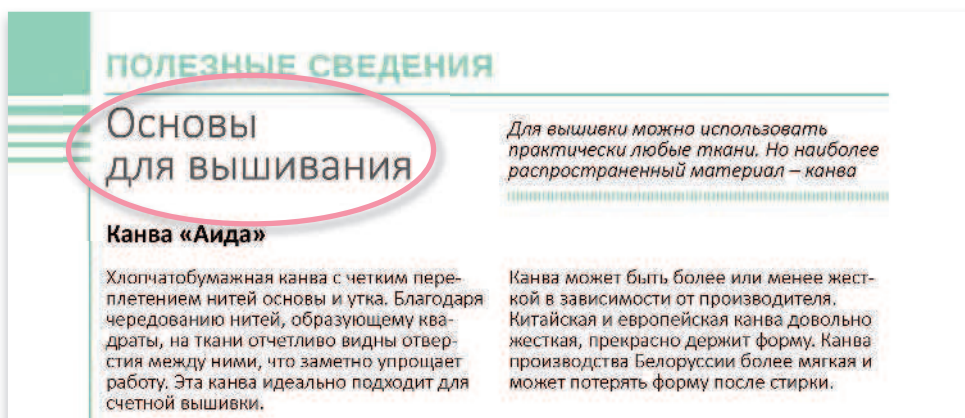 ПОЛЕЗНЫЕ СВЕДЕНИЯ
Основы
для вышивания
Для вышивки можно использовать
практически любые ткани. Но наиболее
распространенный материал – канва
Канва «Аида»
Хлопчатобумажная канва с четким пере-
плетением нитей основы и утка. Благодаря
чередованию нитей, образующему ква-
драты, на ткани отчетливо видны отвер-
стия между ними, что заметно упрощает
работу. Эта канва идеально подходит для
счетной вышивки.
Канва может быть более или менее жест-
кой в зависимости от производителя.
Китайская и европейская канва довольно
жесткая, прекрасно держит форму. Канва
производства Белоруссии более мягкая и
может потерять форму после стирки.